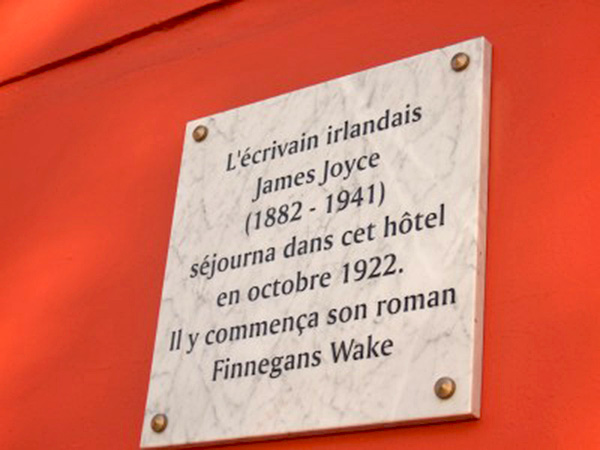 L'écrivain irlandais
James Joyce
(1882 - 1941)
séjourna dans cet hôtel
en octobre 1922.
Il y commença son roman
Finnegans Wake